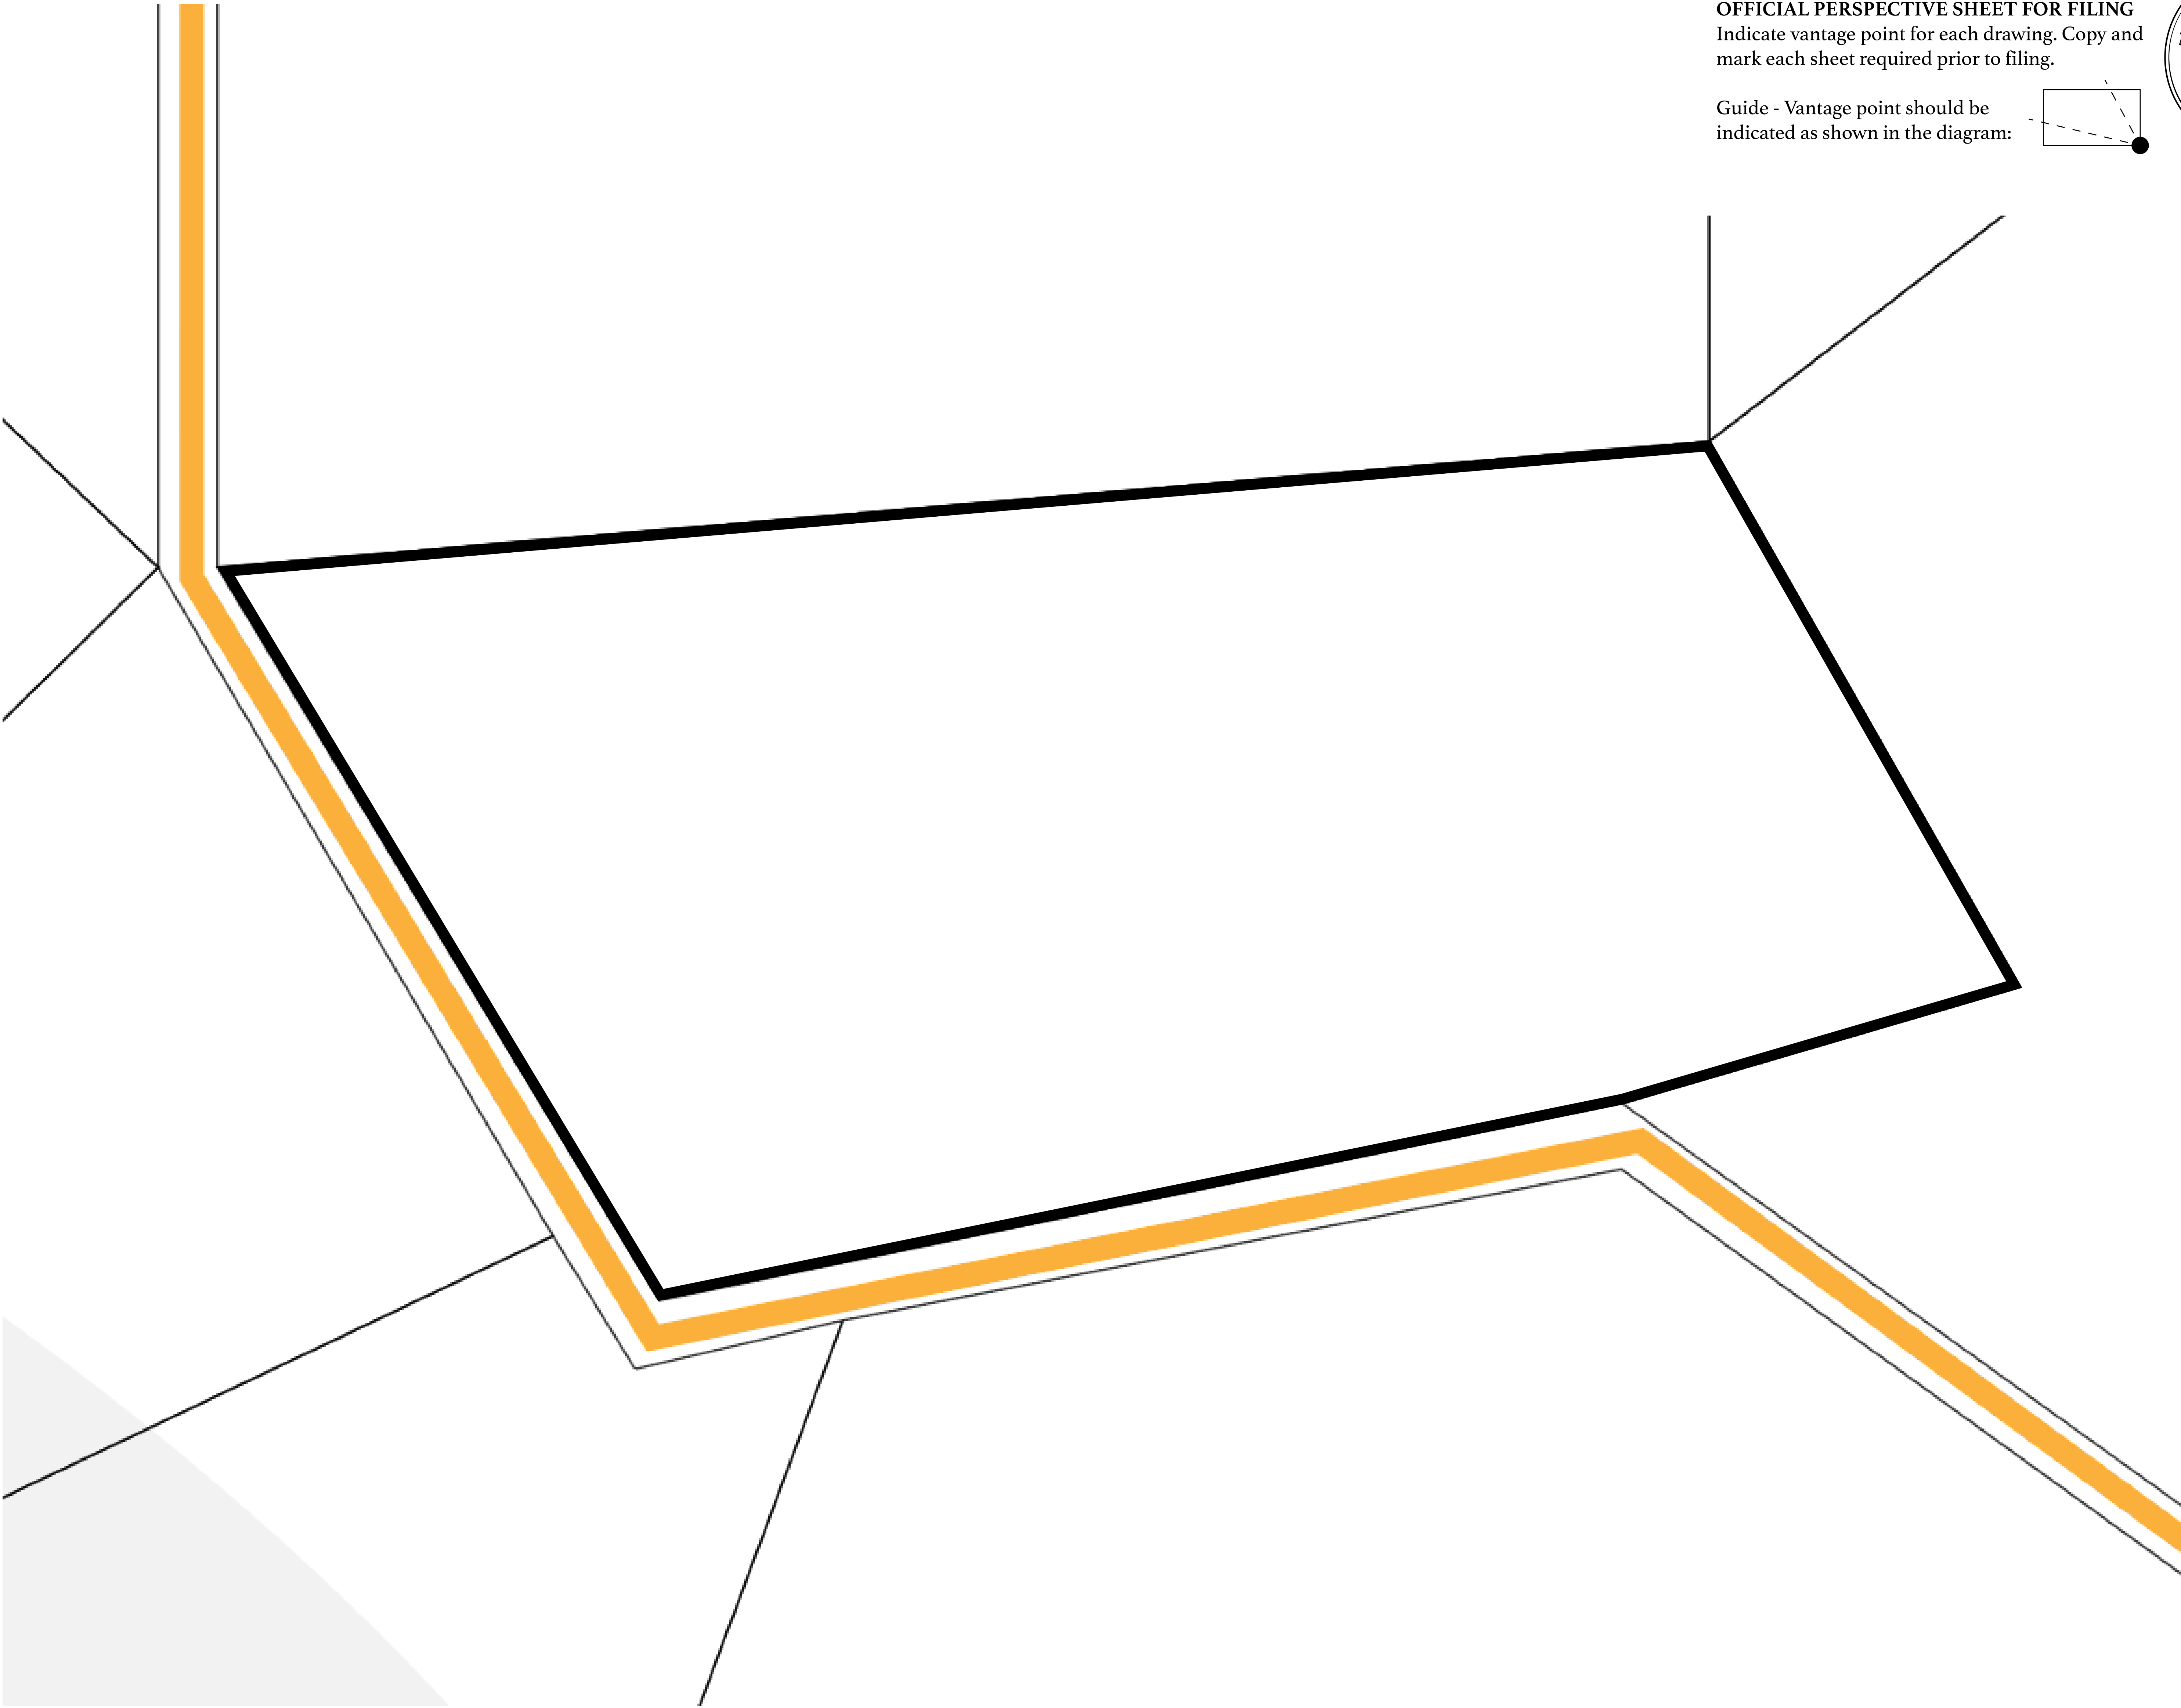 OFFICIAL PERSPECTIVE SHEET FOR FILING
Indicate vantage point for each drawing. Copy and
mark each sheet required prior to filing.
Guide - Vantage point should be
indicated as shown in the diagram: